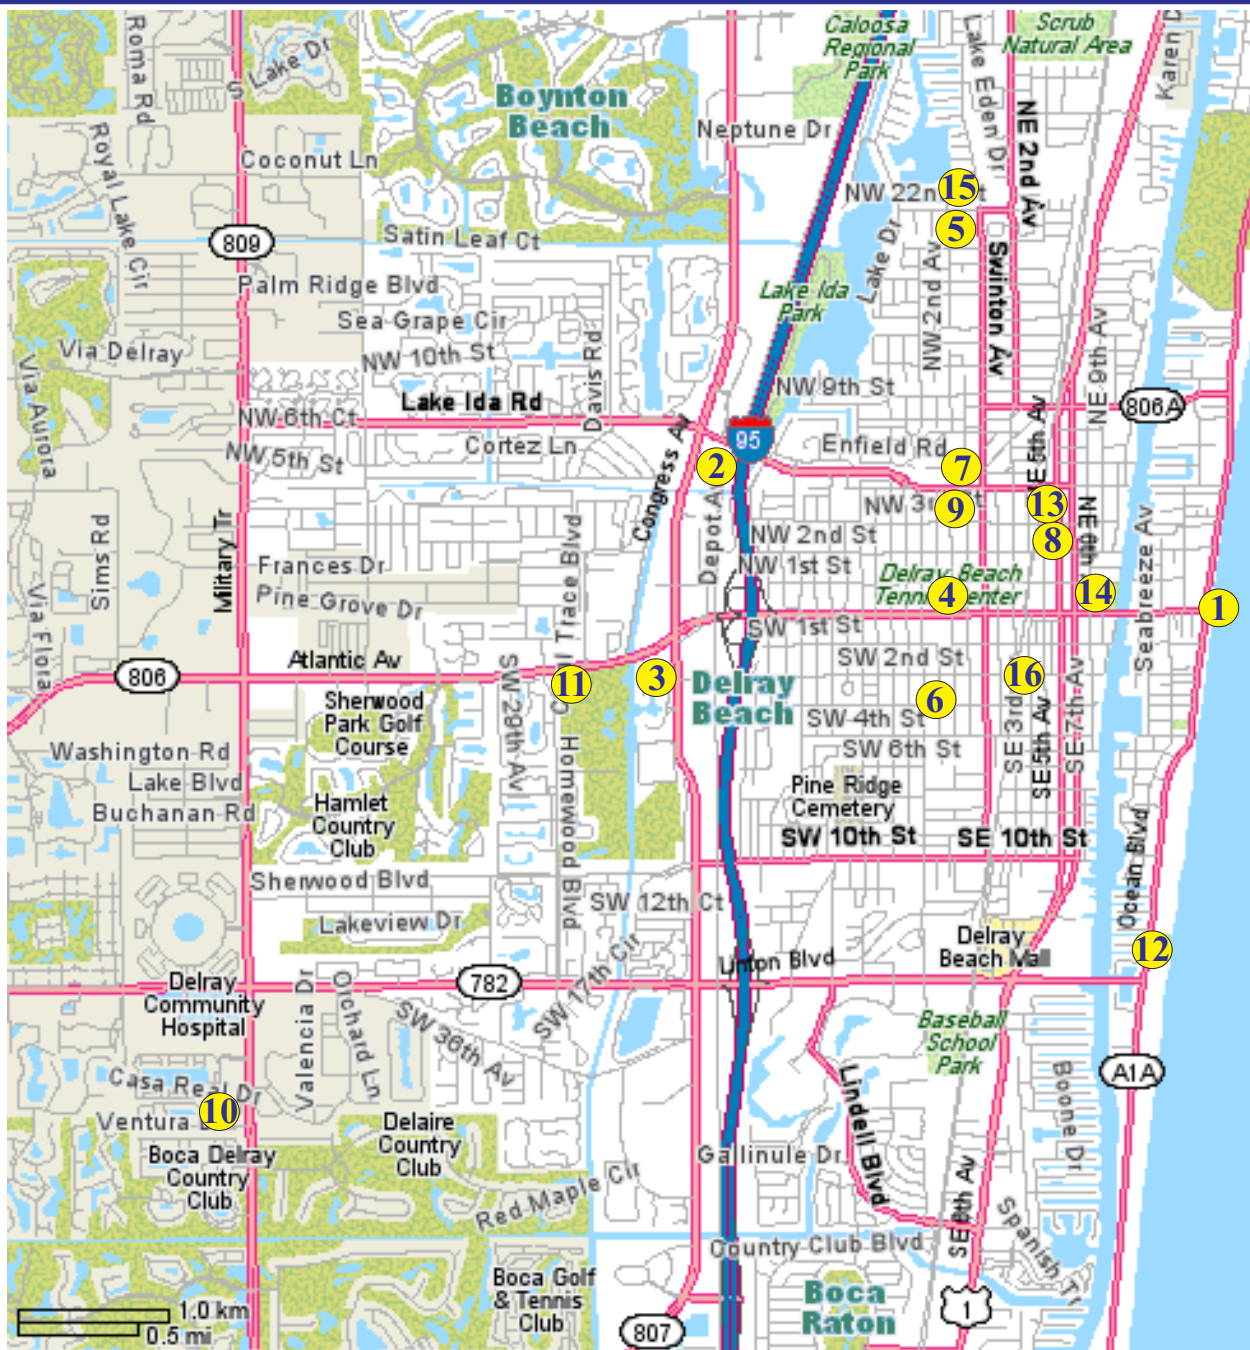 Caloosa
Regional
Park
Scrub
Natural Area
Roma Rd
Lake Dr
S
Lake Eden Dr
Karen D
Boynton
Beach
Neptune Dr
NE 2nd Av
Royal Lake Cir
Coconut Ln
NW 22n
t
15
5
809
Satin Leaf Ct
Lake Dr
NW 2nd Av
Swinton Av
Palm Ridge Blvd
Lake Ida
Park
Sea Grape Cir
Via Delray
NW 10th St
Davis Rd
NE 9th Av
Via Aurora
NW 9th St
Lake Ida Rd
NW 6th Ct
806A
NE 5th Av
95
Cortez Ln
Enfield Rd
NW 5th St
Congress Av
2
7
Depot A
NW 3r
t
9
13
Sims Rd
Military Tr
NW 2nd St
8
Seabreeze Av
Frances Dr
NW 1st St
Delray Beach
Tenni
enter
4
14
1
Pine Grove Dr
Trace Blvd
Via Flora
SW 1st St
Atlantic Av
806
SW 2nd St
11
3
Delray
Beach
16
6
SW 29th Av
Sherwood
Park Golf
Course
SW 4th St
SE 3rd
SE 5th Av
SE 7th Av
Washington Rd
SW 6th St
Lake Blvd
Homewood Blvd
Pine Ridge
Cemetery
Buchanan Rd
Hamlet
Country
Club
SW 10th St
SE 10th St
Ocean Blvd
Sherwood Blvd
SW 12th Ct
Lakeview Dr
Delray
Beach Mall
12
SW 17th Cir
Linton Blvd
782
Delray
Community
Hospital
Valencia Dr
Orchard Ln
SW 36th Av
Baseball
School
Park
A1A
Casa Real Dr
10
Ventura
Lindell Blvd
Boone Dr
Boca Delray
Country
Club
Delaire
Country
Club
Gallinule Dr
Red Maple Cir
SE 6th Av
Spanish Tr
Country Club Blvd
Boca Golf
& Tennis
Club
Boca
Raton
1
807
1.0 km
0.5 mi